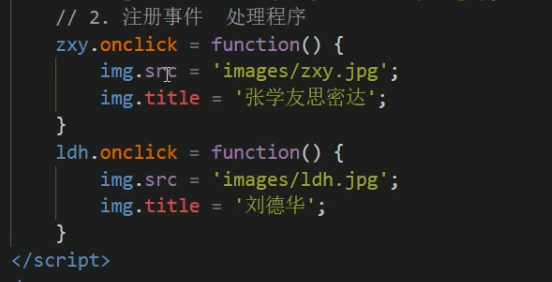 // 2. 注册事件  处理程序
zxy.onclick = function() {
    img.src = 'images/zxy.jpg';
    img.title = '张学友思密达';
}
ldh.onclick = function() {
    img.src = 'images/ldh.jpg';
    img.title = '刘德华';
}
</script>